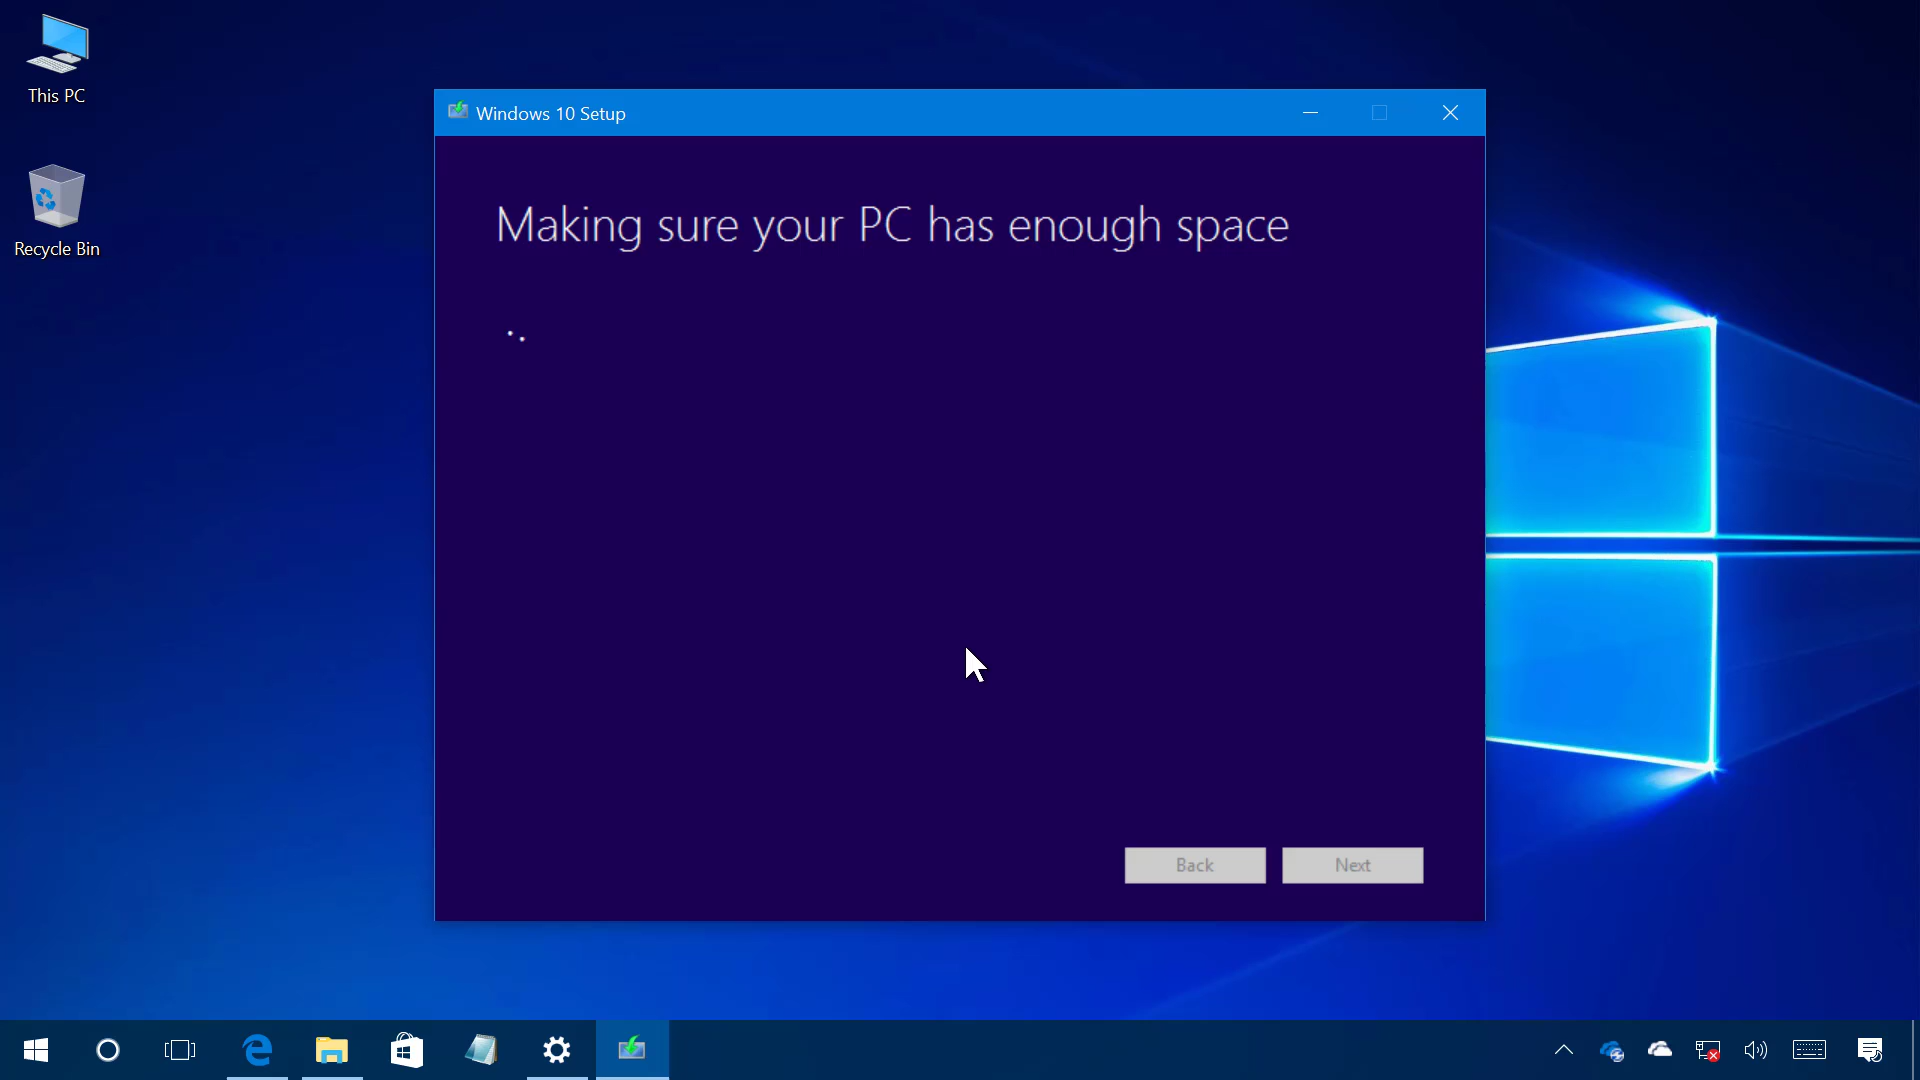 This PC
Recycle Bin
Windows 10 Setup
Making sure your PC has enough space
Back
Next